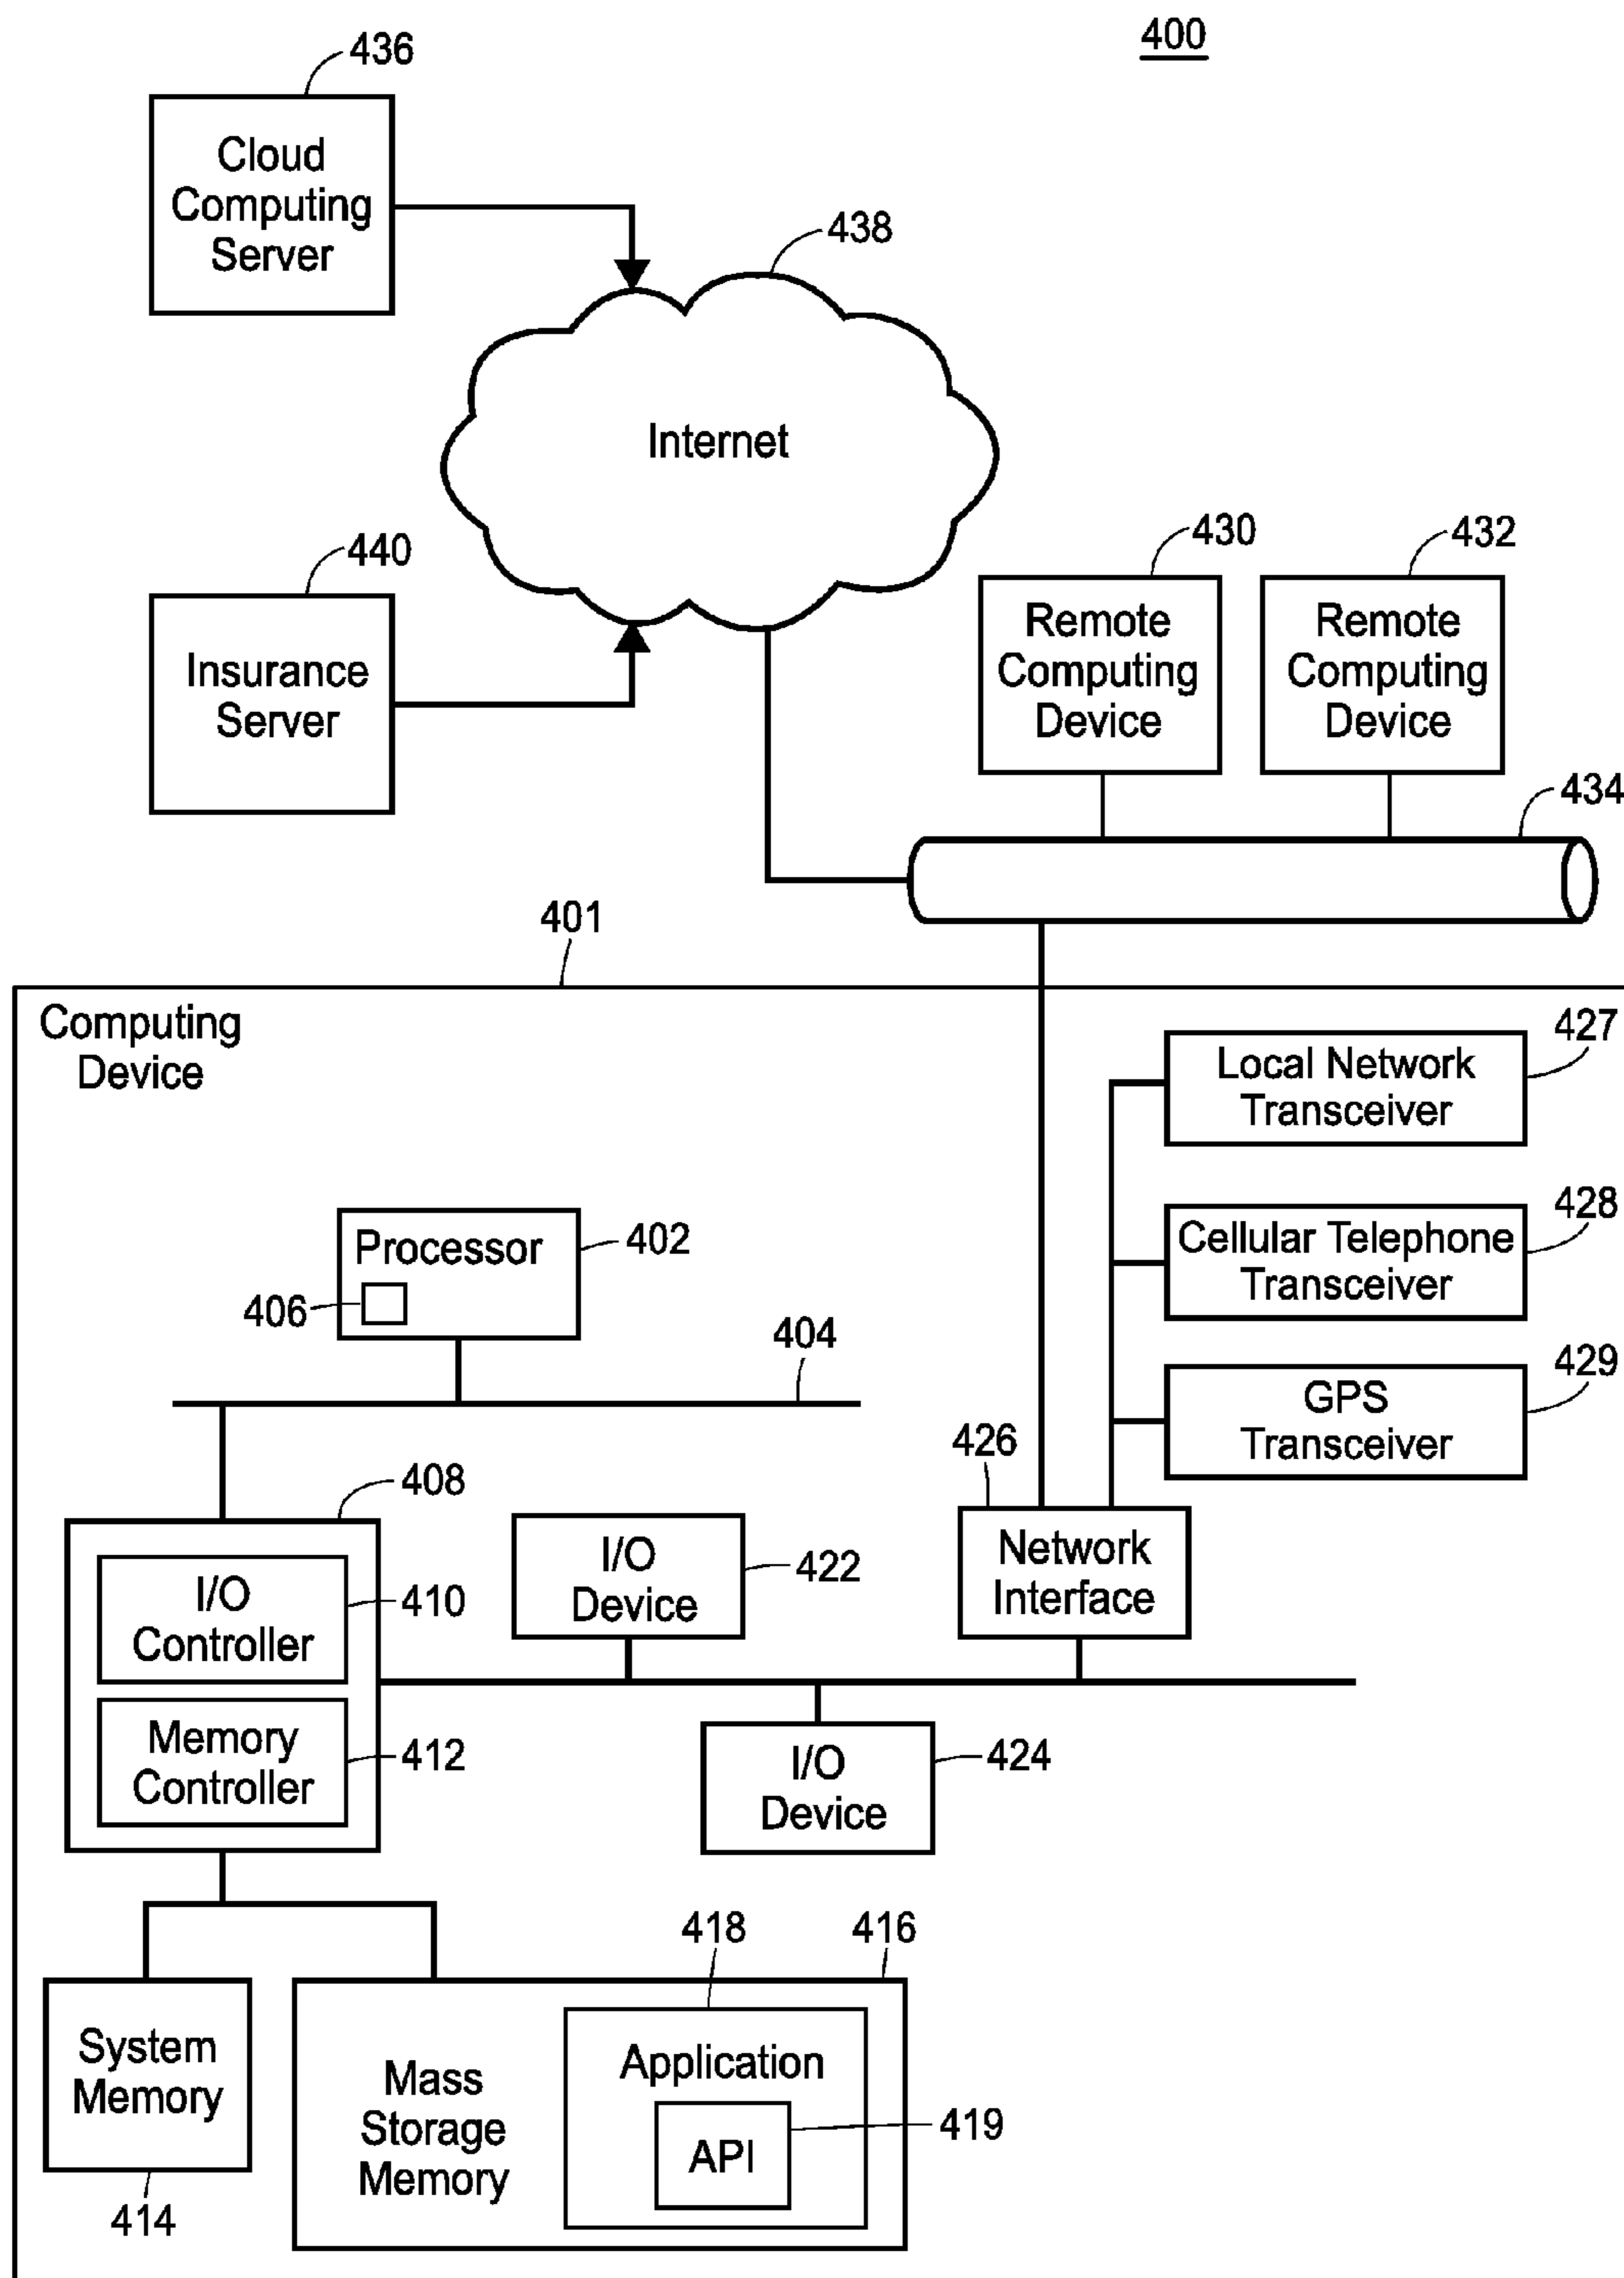 400
436
Cloud
Computing
Server
438
Internet
440
Insurance
Server
430
Remote
Computing
Device
432
Remote
Computing
Device
434
401
Computing
Device
427
Local Network
Transceiver
428
Cellular Telephone
Transceiver
429
GPS
Transceiver
Processor
402
406
404
426
Network
Interface
408
I/O
Controller
410
Memory
Controller
412
I/O
Device
422
I/O
Device
424
System
Memory
414
416
Mass
Storage
Memory
418
Application
API
419